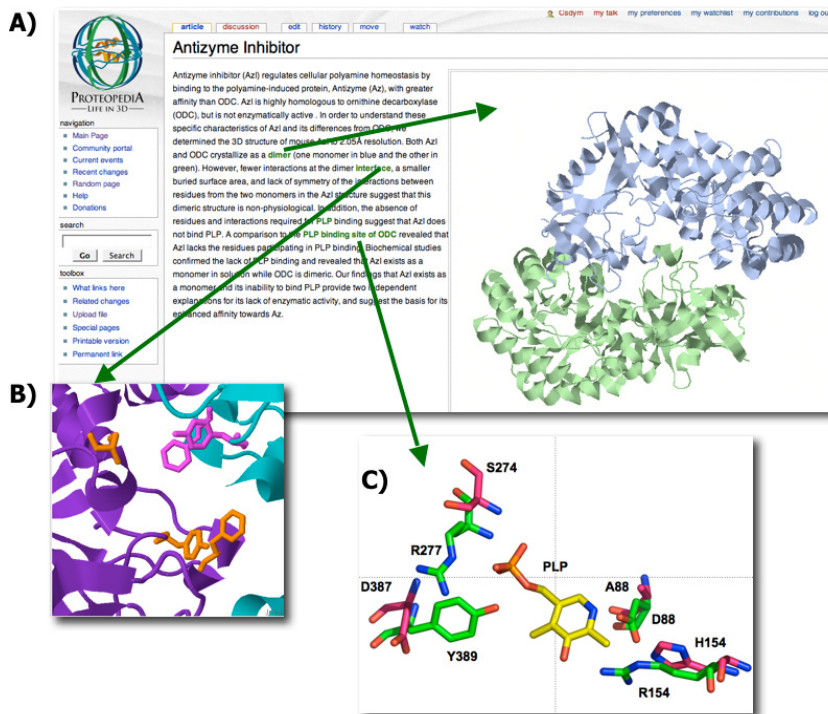 A)
Csdym my talk my preferences my watchlist my contributions log ou
article discussion edit history move watch
Antizyme Inhibitor
Antizyme inhibitor (AzI) regulates cellular polyamine homeostasis by
binding to the polyamine-induced protein, Antizyme (Az), with greater
affinity than ODC. AzI is highly homologous to ornithine decarboxylase
(ODC), but is not enzymatically active . In order to understand these
specific characteristics of AzI and its differences from ODC, we
determined the 3D structure of mouse AzI to 2.05Å resolution. Both AzI
and ODC crystallize as a dimer (one monomer in blue and the other in
green). However, fewer interactions at the dimer interface, a smaller
buried surface area, and lack of symmetry of the interactions between
residues from the two monomers in the AzI structure suggest that this
dimeric structure is non-physiological. In addition, the absence of
residues and interactions required for PLP binding suggest that AzI does
not bind PLP. A comparison to the PLP binding site of ODC revealed that
AzI lacks the residues participating in PLP binding. Biochemical studies
confirmed the lack of PLP binding and revealed that AzI exists as a
monomer in solution while ODC is dimeric. Our findings that AzI exists as
a monomer and its inability to bind PLP provide two independent
explanations for its lack of enzymatic activity, and suggest the basis for its
enhanced affinity towards Az.
PROTEOPEDIA
LIFE IN 3D
navigation
Main Page
Community portal
Current events
Recent changes
Random page
Help
Donations
search
Go Search
toolbox
What links here
Related changes
Upload file
Special pages
Printable version
Permanent link
B)
C)
S274
R277
PLP
D387
A88
D88
Y389
H154
R154